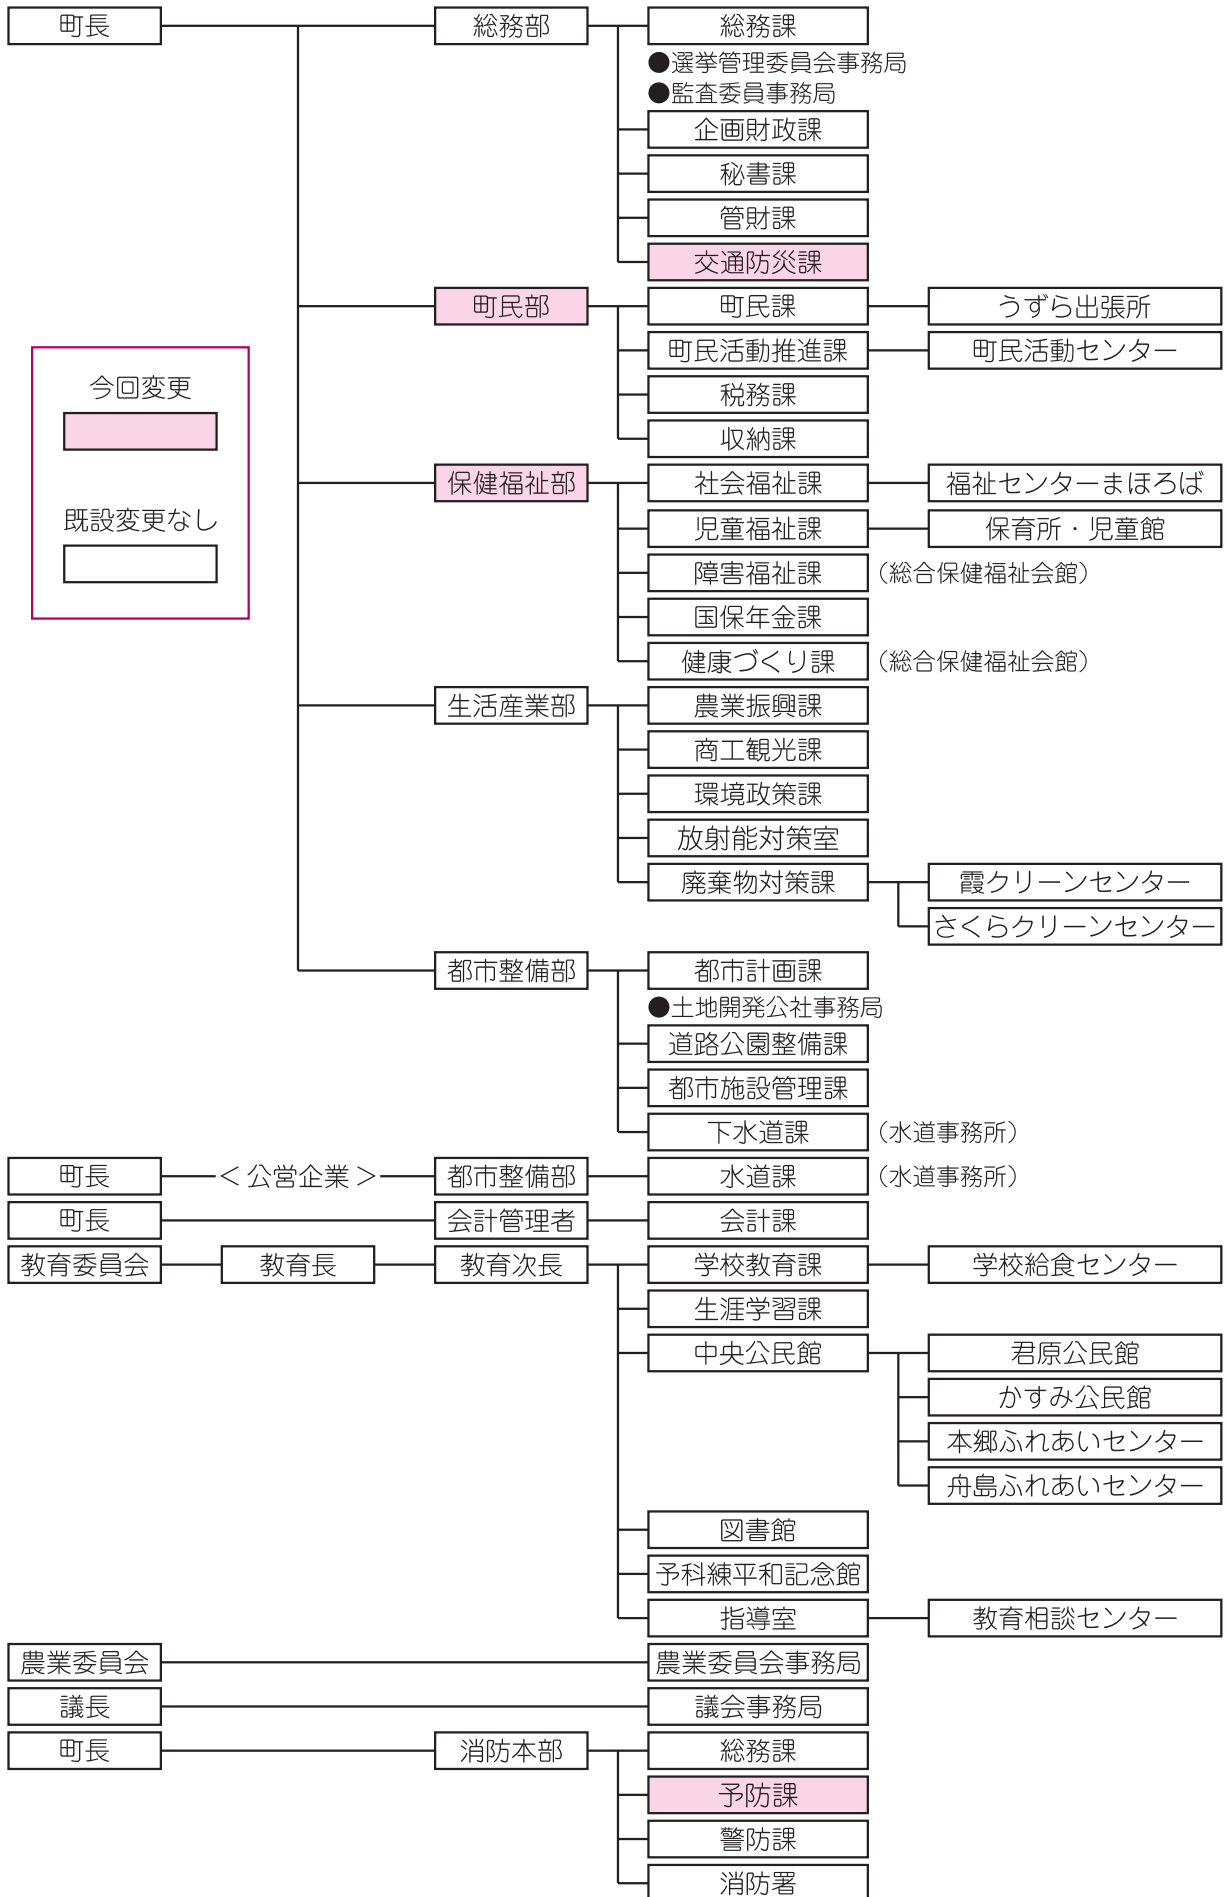 町長
総務部
総務課
●選挙管理委員会事務局
●監査委員事務局
企画財政課
秘書課
管財課
交通防災課
町民部
町民課
うずら出張所
町民活動推進課
町民活動センター
税務課
収納課
今回変更
既設変更なし
保健福祉部
社会福祉課
福祉センターまほろば
児童福祉課
保育所・児童館
障害福祉課
（総合保健福祉会館）
国保年金課
健康づくり課
（総合保健福祉会館）
生活産業部
農業振興課
商工観光課
環境政策課
放射能対策室
廃棄物対策課
霞クリーンセンター
さくらクリーンセンター
都市整備部
都市計画課
●土地開発公社事務局
道路公園整備課
都市施設管理課
下水道課
（水道事務所）
町長
＜公営企業＞
都市整備部
水道課
（水道事務所）
町長
会計管理者
会計課
教育委員会
教育長
教育次長
学校教育課
学校給食センター
生涯学習課
中央公民館
君原公民館
かすみ公民館
本郷ふれあいセンター
舟島ふれあいセンター
図書館
予科練平和記念館
指導室
教育相談センター
農業委員会
農業委員会事務局
議長
議会事務局
町長
消防本部
総務課
予防課
警防課
消防署